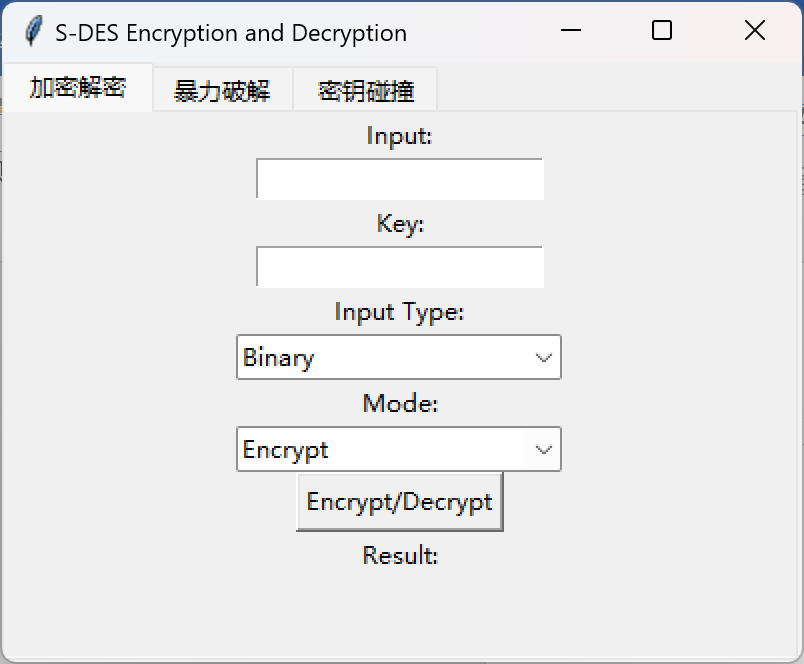 S-DES Encryption and Decryption
加密解密 暴力破解 密钥碰撞
Input:
Key:
Input Type:
Binary
Mode:
Encrypt
Encrypt/Decrypt
Result: